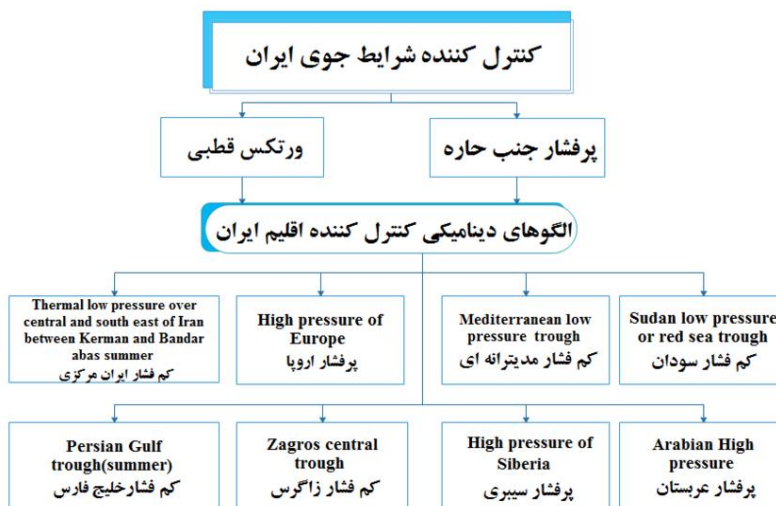 کنترل کننده شرایط جوی ایران
پرفشار جنب حاره
ورتکس قطبی
الگوهای دینامیکی کنترل کننده اقلیم ایران
Thermal low pressure over
central and south east of Iran
between Kerman and Bandar
abas summer
کم فشار ایران مرکزی
High pressure of
Europe
پرفشار اروپا
Mediterranean low
pressure trough
کم فشار مدیترانه ای
Sudan low pressure
or red sea trough
کم فشار سودان
Persian Gulf
trough(summer)
کم فشارخلیج فارس
Zagros central
trough
کم فشار زاگرس
High pressure of
Siberia
پرفشار سیبری
Arabian High
pressure
پرفشار عربستان